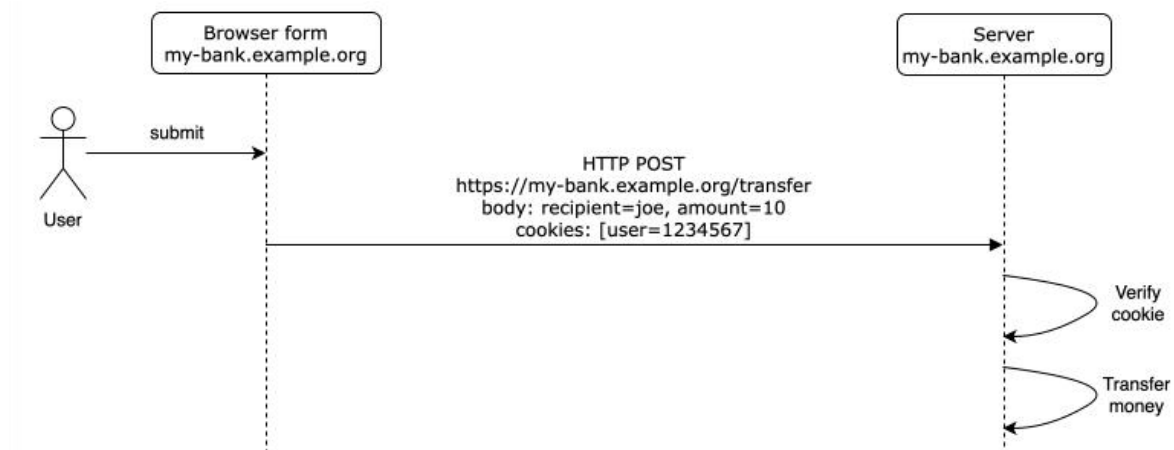 Browser form
my-bank.example.org
Server
my-bank.example.org
submit
User
HTTP POST
https://my-bank.example.org/transfer
body: recipient=joe, amount=10
cookies: [user=1234567]
Verify
cookie
Transfer
money